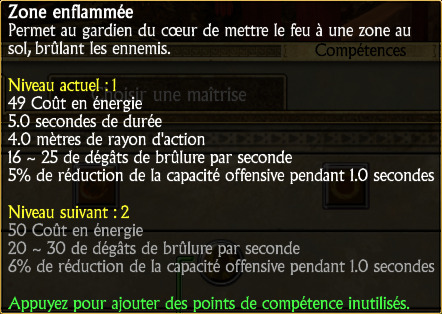 Zone enflammée
Permet au gardien du cœur de mettre le feu à une zone au
sol, brûlant les ennemis.
Compétences
Niveau actuel : 1
Choisir une maîtrise
49 Coût en énergie
5.0 secondes de durée
4.0 mètres de rayon d'action
16 ~ 25 de dégâts de brûlure par seconde
5% de réduction de la capacité offensive pendant 1.0 secondes
Niveau suivant : 2
50 Coût en énergie
20 ~ 30 de dégâts de brûlure par seconde
6% de réduction de la capacité offensive pendant 1.0 secondes
Appuyez pour ajouter des points de compétence inutilisés.